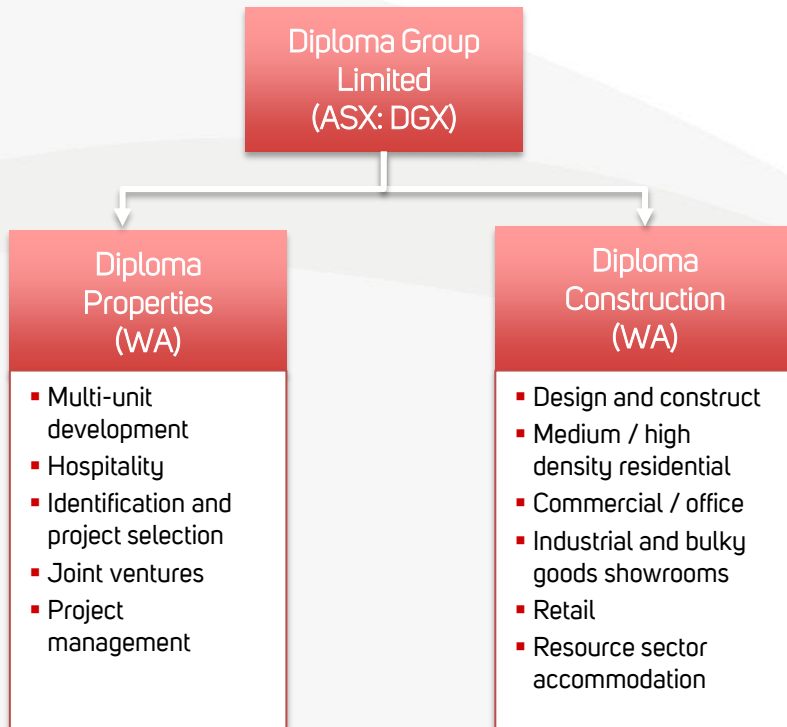 Diploma Group
Limited
(ASX: DGX)
Diploma
Properties
(WA)
▪ Multi-unit
development
▪ Hospitality
▪ Identification and
project selection
▪ Joint ventures
▪ Project
management
Diploma
Construction
(WA)
▪ Design and construct
▪ Medium / high
density residential
▪ Commercial / office
▪ Industrial and bulky
goods showrooms
▪ Retail
▪ Resource sector
accommodation